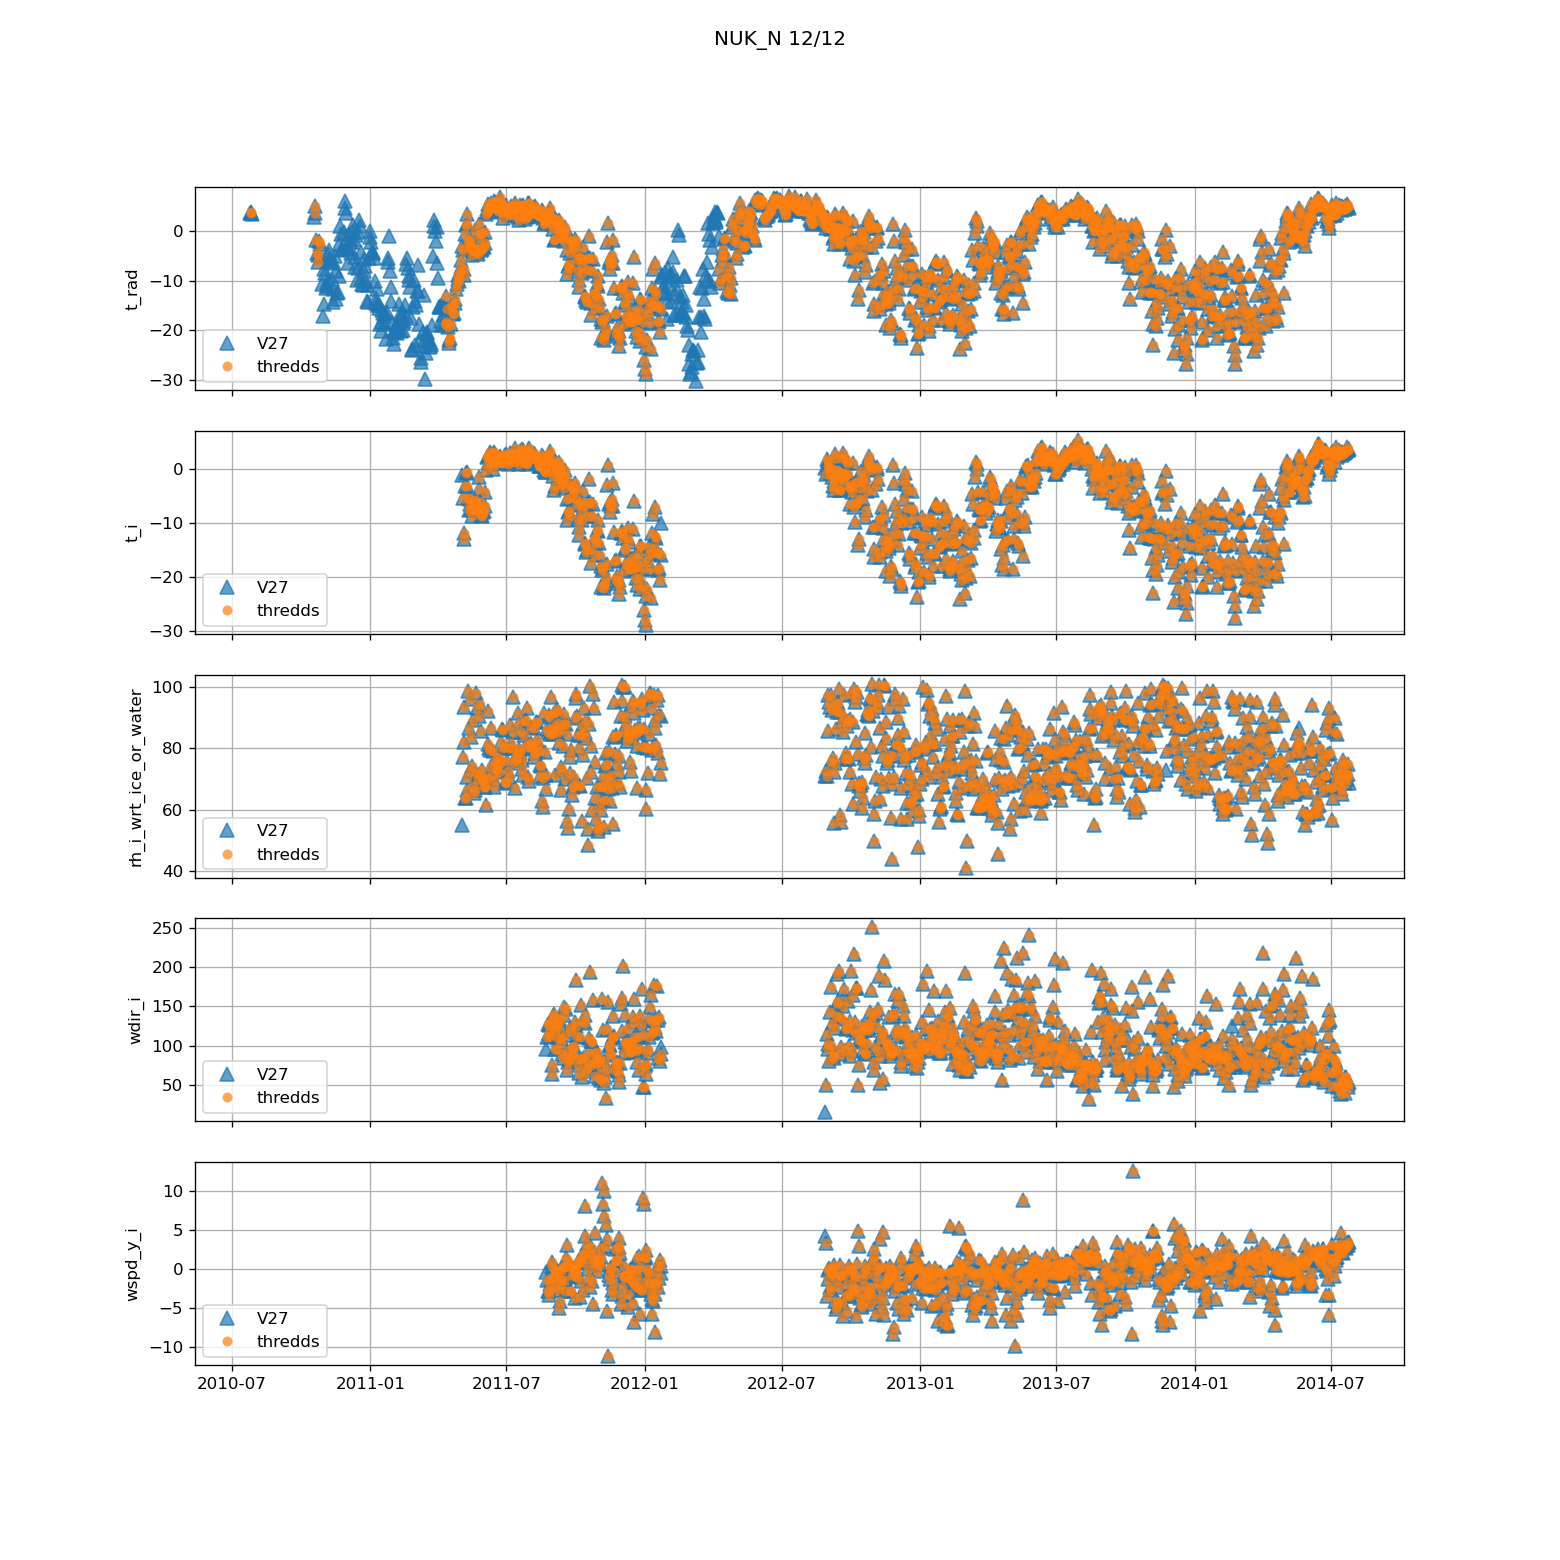 NUK_N 12/12
t_rad
0
−10
−20
−30
V27
thredds
t_i
0
−10
−20
−30
V27
thredds
rh_i_wrt_ice_or_water
100
80
60
40
V27
thredds
wdir_i
250
200
150
100
50
V27
thredds
wspd_y_i
10
5
0
−5
−10
V27
thredds
2010-07 2011-01 2011-07 2012-01 2012-07 2013-01 2013-07 2014-01 2014-07